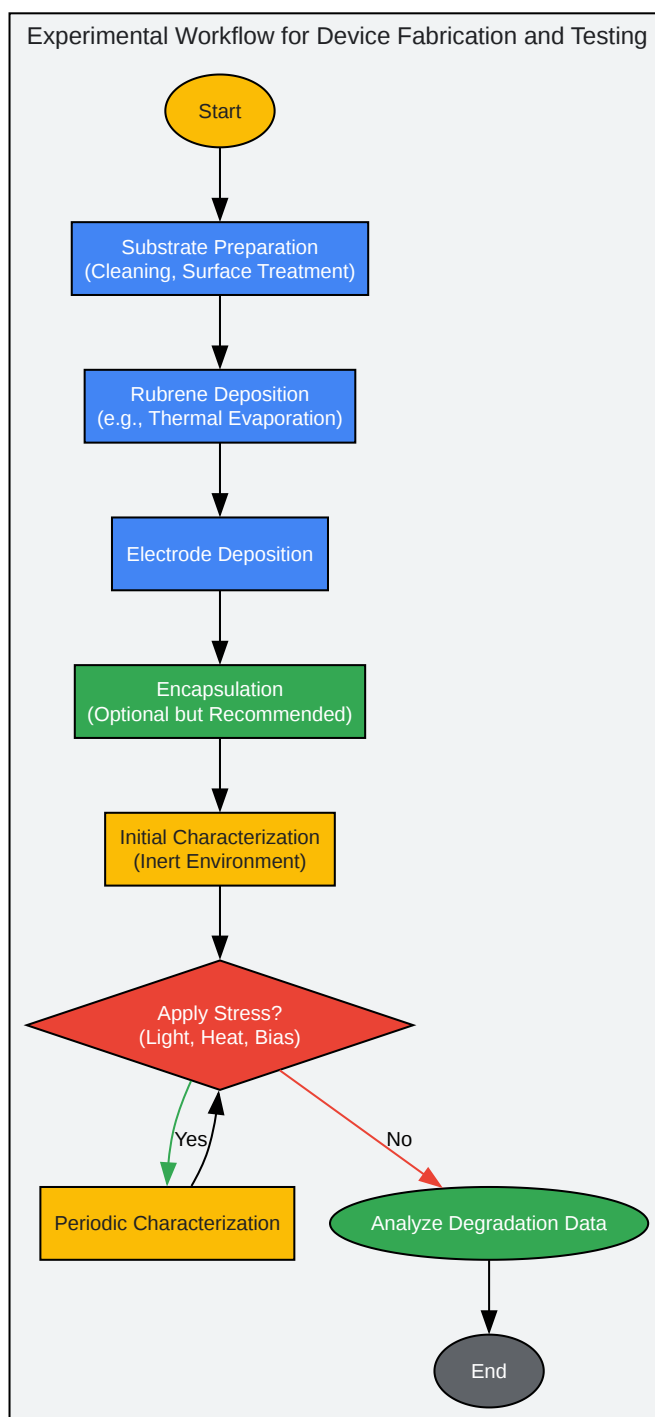 Experimental Workflow for Device Fabrication and Testing
Start
Substrate Preparation
(Cleaning, Surface Treatment)
Rubrene Deposition
(e.g., Thermal Evaporation)
Electrode Deposition
Encapsulation
(Optional but Recommended)
Initial Characterization
(Inert Environment)
Apply Stress?
(Light, Heat, Bias)
Yes
No
Periodic Characterization
Analyze Degradation Data
End